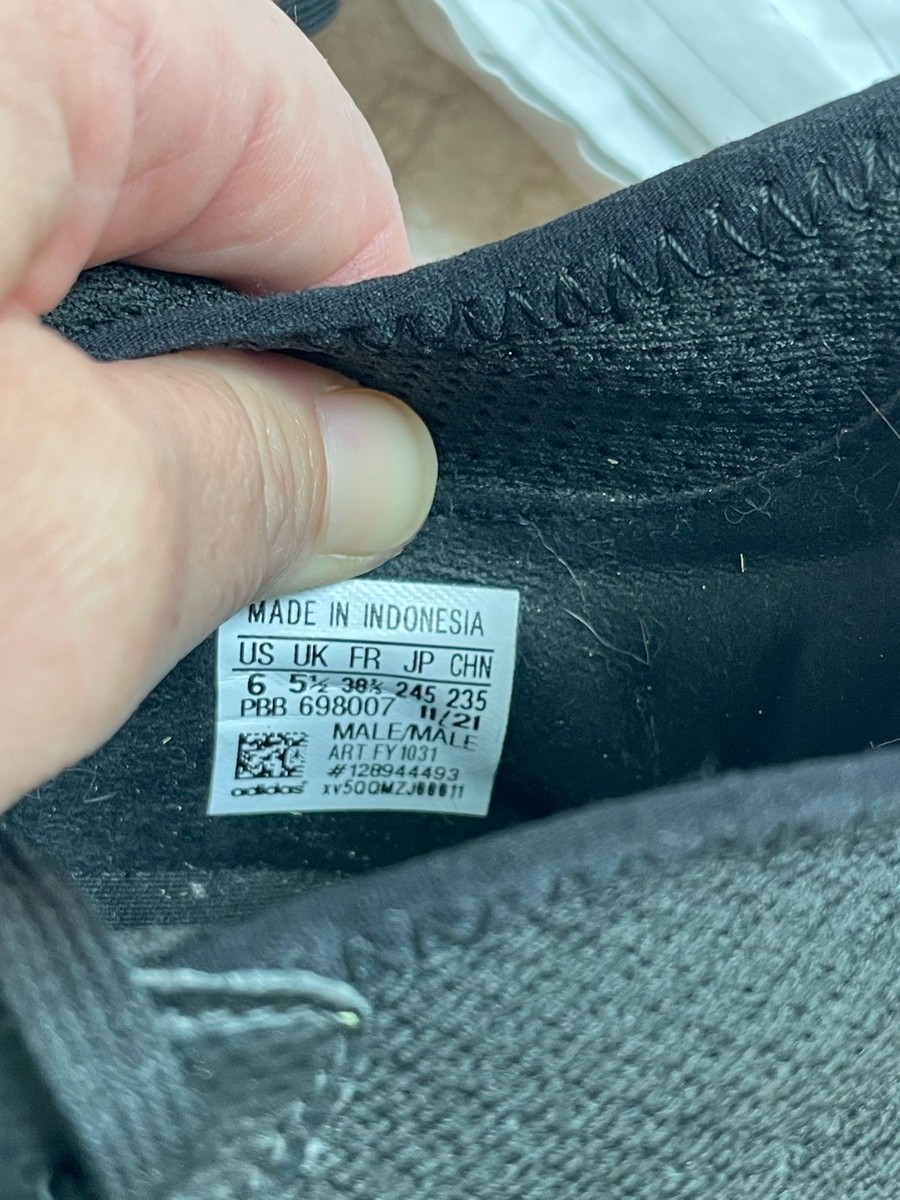 MADE IN INDONESIA
US UK FR JP CHN
6 5½ 38⅔ 245 235
PBB 698007 11/21
MALE/MALE
ART FY1031
#128944493
adidas xv5QQMZJ